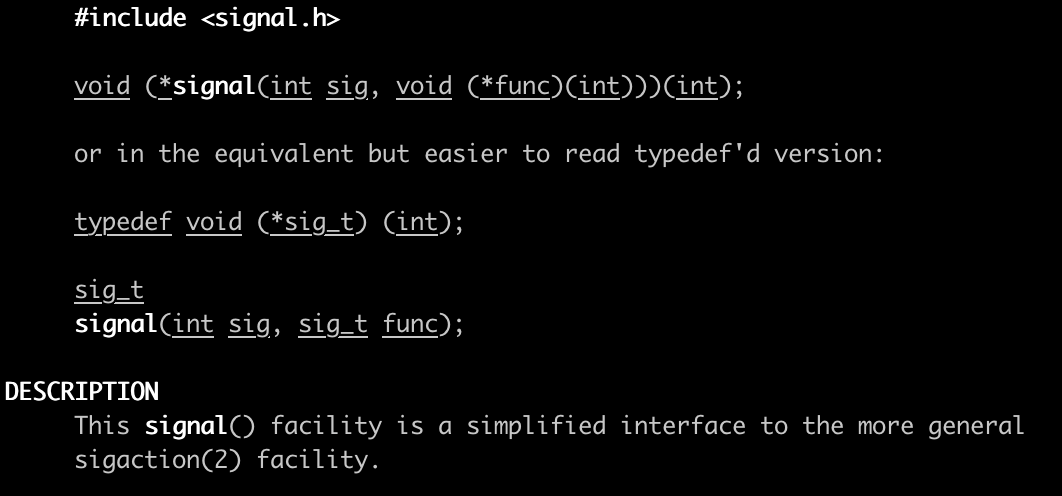 #include <signal.h>
void (*signal(int sig, void (*func)(int)))(int);
or in the equivalent but easier to read typedef'd version:
typedef void (*sig_t) (int);
sig_t
signal(int sig, sig_t func);
DESCRIPTION
This signal() facility is a simplified interface to the more general
sigaction(2) facility.